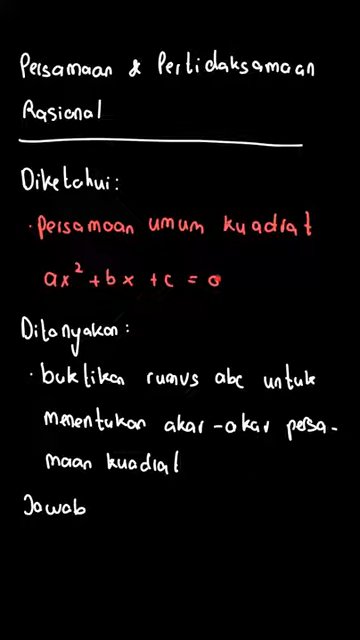 Persamaan & Pertidaksamaan
Rasional
Diketahui:
· Persamaan umum kuadrat
ax² + bx + c = 0
Ditanyakan:
· buktikan rumus abc untuk
menentukan akar-akar persa-
maan kuadrat
Jawab